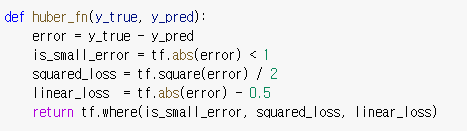 def huber_fn(y_true, y_pred):
    error = y_true - y_pred
    is_small_error = tf.abs(error) < 1
    squared_loss = tf.square(error) / 2
    linear_loss  = tf.abs(error) - 0.5
    return tf.where(is_small_error, squared_loss, linear_loss)